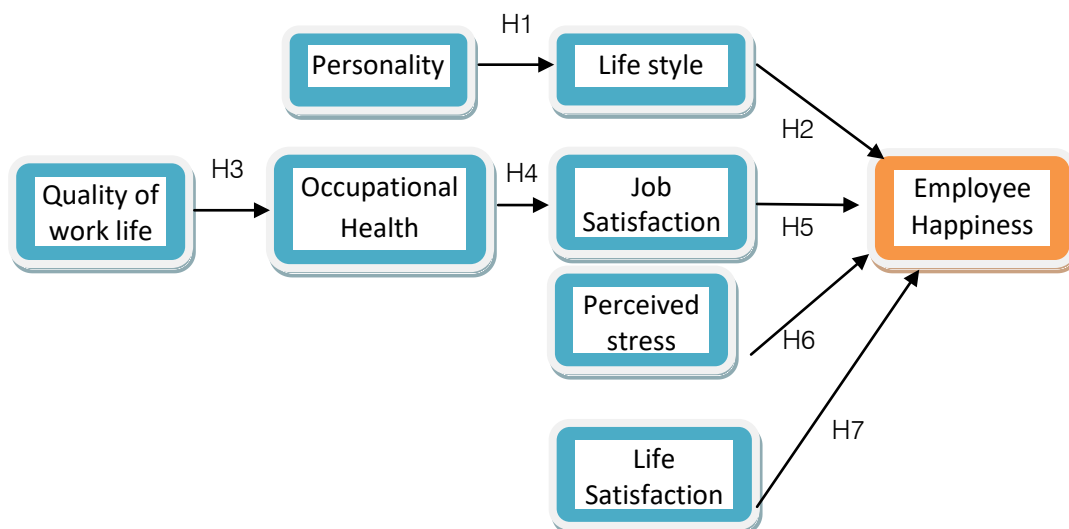 H1
Personality
Life style
H2
H3
Quality of
work life
Occupational
Health
H4
Job
Satisfaction
H5
Employee
Happiness
Perceived
stress
H6
H7
Life
Satisfaction